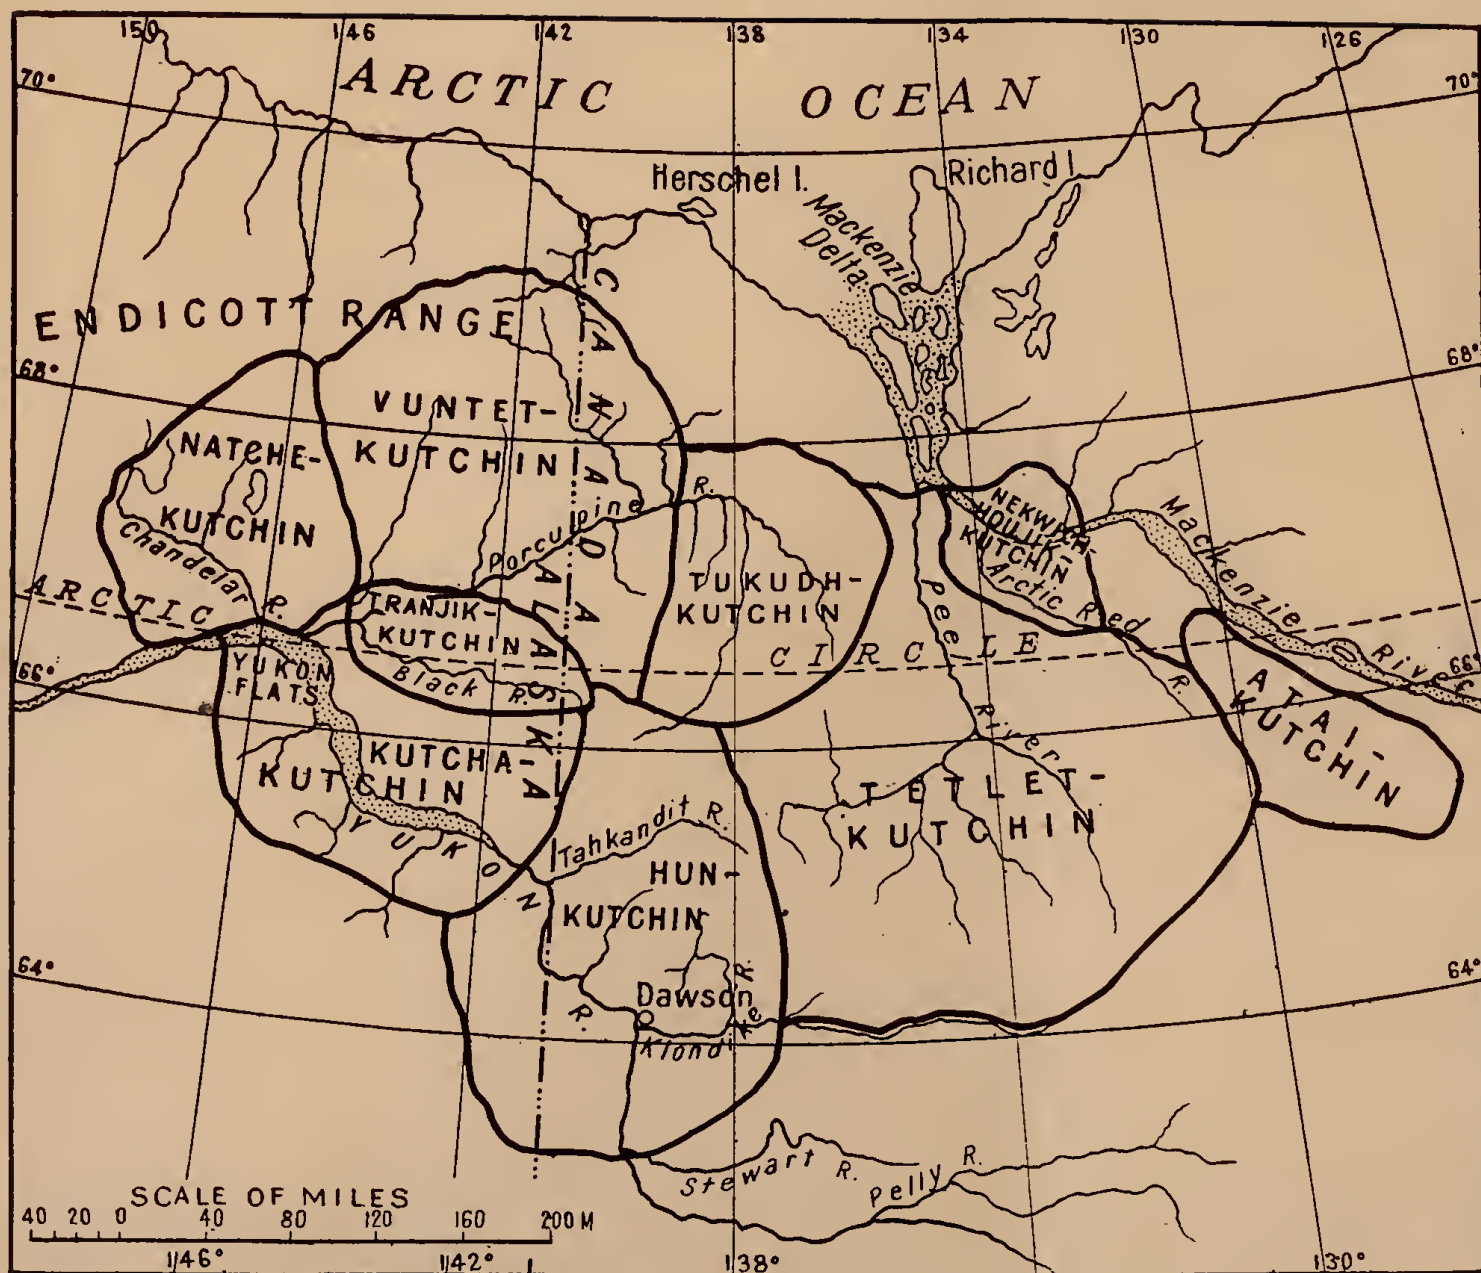 150 146 142 138 134 130 126
ARCTIC OCEAN
70° 70°
Herschel I.
Richard I
Mackenzie
Delta
CANADA
ENDICOTT RANGE
68° 68°
VUNTET-
KUTCHIN
NATCHE-
KUTCHIN
Chandelar R.
Porcupine R.
NEKWECH-
HOUJIK-
KUTCHIN
Mackenzie River
Arctic Red R.
TUKUDH-
KUTCHIN
Peel River
ARCTIC CIRCLE
TRANJIK-
KUTCHIN
Black R.
ALASKA
66° 66°
YUKON
FLATS
KUTCHA-
KUTCHIN
ATAI-
KUTCHIN
TETLET-
KUTCHIN
YUKON R.
Tahkandit R.
HUN-
KUTCHIN
64° 64°
Dawson
Klondike R.
Stewart R.
Pelly R.
SCALE OF MILES
40 20 0 40 80 120 160 200 M
146° 142° 138° 130°